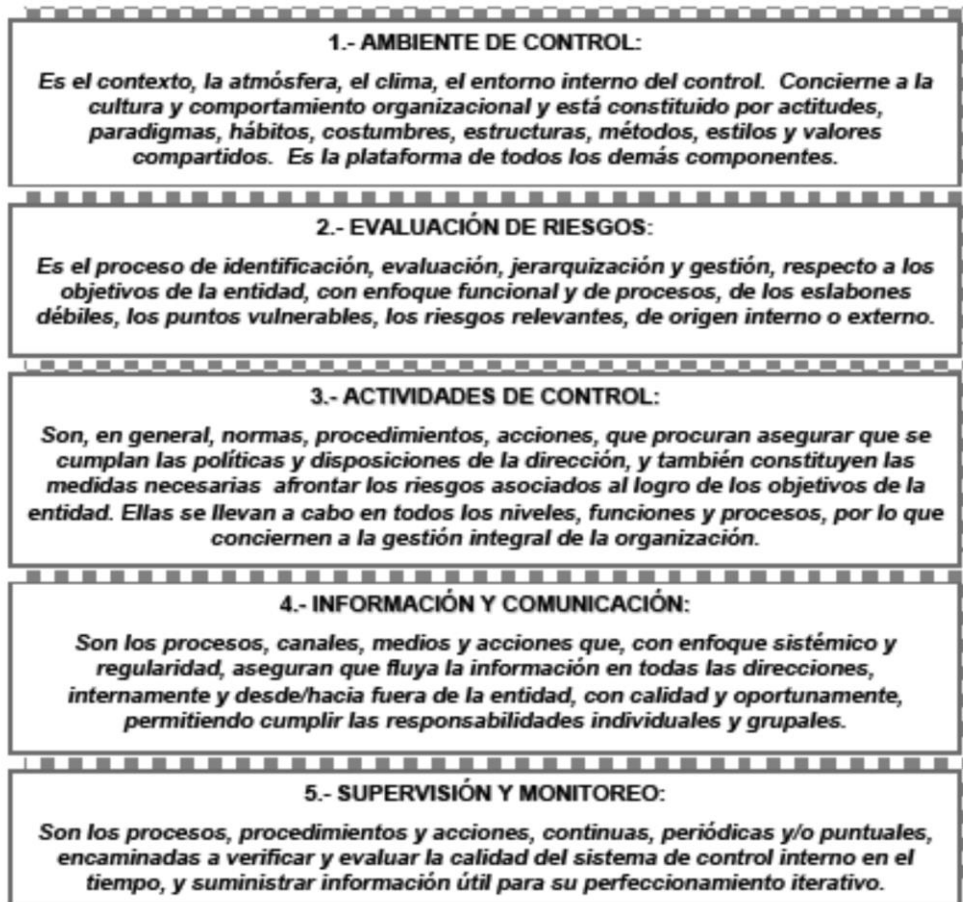 1.- AMBIENTE DE CONTROL:
Es el contexto, la atmósfera, el clima, el entorno interno del control. Concierne a la
cultura y comportamiento organizacional y está constituido por actitudes,
paradigmas, hábitos, costumbres, estructuras, métodos, estilos y valores
compartidos. Es la plataforma de todos los demás componentes.
2.- EVALUACIÓN DE RIESGOS:
Es el proceso de identificación, evaluación, jerarquización y gestión, respecto a los
objetivos de la entidad, con enfoque funcional y de procesos, de los eslabones
débiles, los puntos vulnerables, los riesgos relevantes, de origen interno o externo.
3.- ACTIVIDADES DE CONTROL:
Son, en general, normas, procedimientos, acciones, que procuran asegurar que se
cumplan las políticas y disposiciones de la dirección, y también constituyen las
medidas necesarias afrontar los riesgos asociados al logro de los objetivos de la
entidad. Ellas se llevan a cabo en todos los niveles, funciones y procesos, por lo que
conciernen a la gestión integral de la organización.
4.- INFORMACIÓN Y COMUNICACIÓN:
Son los procesos, canales, medios y acciones que, con enfoque sistémico y
regularidad, aseguran que fluya la información en todas las direcciones,
internamente y desde/hacia fuera de la entidad, con calidad y oportunamente,
permitiendo cumplir las responsabilidades individuales y grupales.
5.- SUPERVISIÓN Y MONITOREO:
Son los procesos, procedimientos y acciones, continuas, periódicas y/o puntuales,
encaminadas a verificar y evaluar la calidad del sistema de control interno en el
tiempo, y suministrar información útil para su perfeccionamiento iterativo.